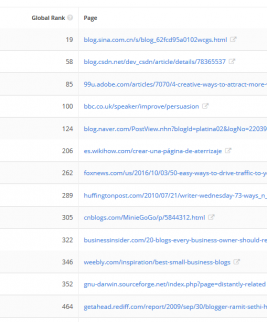 Global Rank Page
19 blog.sina.com.cn/s/blog_62fcd95a0102wcgs.html
58 blog.csdn.net/dev_csdn/article/details/78365537
85 99u.adobe.com/articles/7070/4-creative-ways-to-attract-more-
100 bbc.co.uk/speaker/improve/persuasion
124 blog.naver.com/PostView.nhn?blogId=platina02&logNo=22039
206 es.wikihow.com/crear-una-página-de-aterrizaje
262 foxnews.com/us/2016/10/03/50-easy-ways-to-drive-traffic-to-y
289 huffingtonpost.com/2010/07/21/writer-wednesday-73-ways_n_
305 cnblogs.com/MinieGoGo/p/5844312.html
322 businessinsider.com/20-blogs-every-business-owner-should-re
346 weebly.com/inspiration/best-small-business-blogs
352 gnu-darwin.sourceforge.net/index.php?page=distantly-related
464 getahead.rediff.com/report/2009/sep/30/blogger-ramit-sethi-h